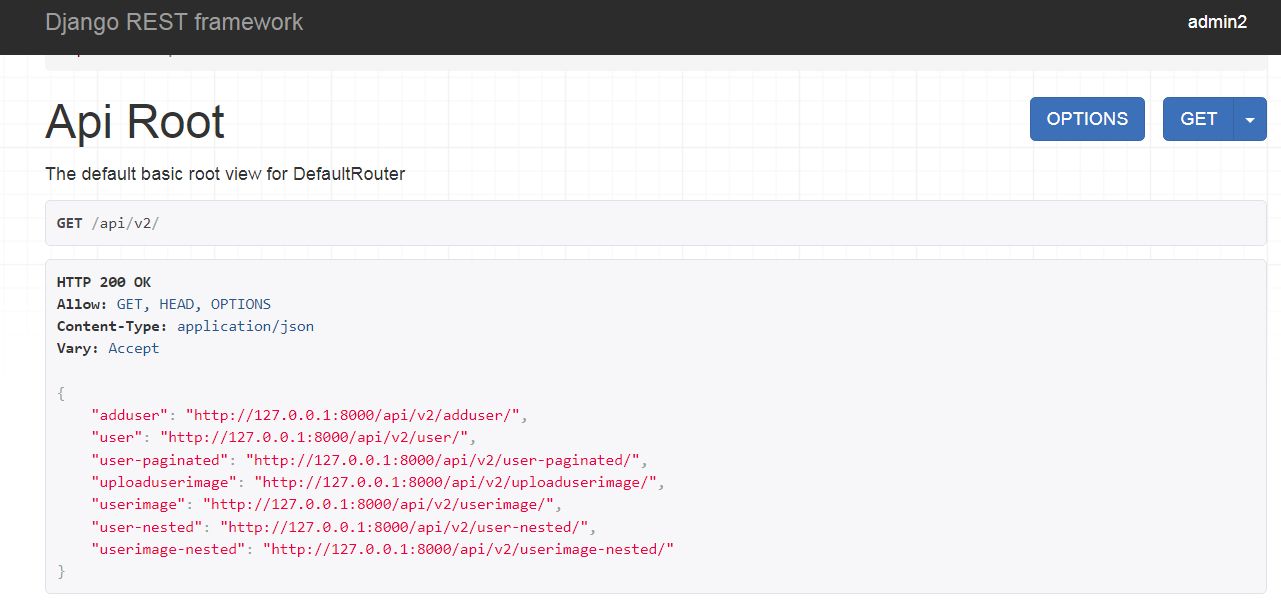 Django REST framework
admin2
Api Root
OPTIONS
GET
The default basic root view for DefaultRouter
GET /api/v2/
HTTP 200 OK
Allow: GET, HEAD, OPTIONS
Content-Type: application/json
Vary: Accept
{
    "adduser": "http://127.0.0.1:8000/api/v2/adduser/",
    "user": "http://127.0.0.1:8000/api/v2/user/",
    "user-paginated": "http://127.0.0.1:8000/api/v2/user-paginated/",
    "uploaduserimage": "http://127.0.0.1:8000/api/v2/uploaduserimage/",
    "userimage": "http://127.0.0.1:8000/api/v2/userimage/",
    "user-nested": "http://127.0.0.1:8000/api/v2/user-nested/",
    "userimage-nested": "http://127.0.0.1:8000/api/v2/userimage-nested/"
}